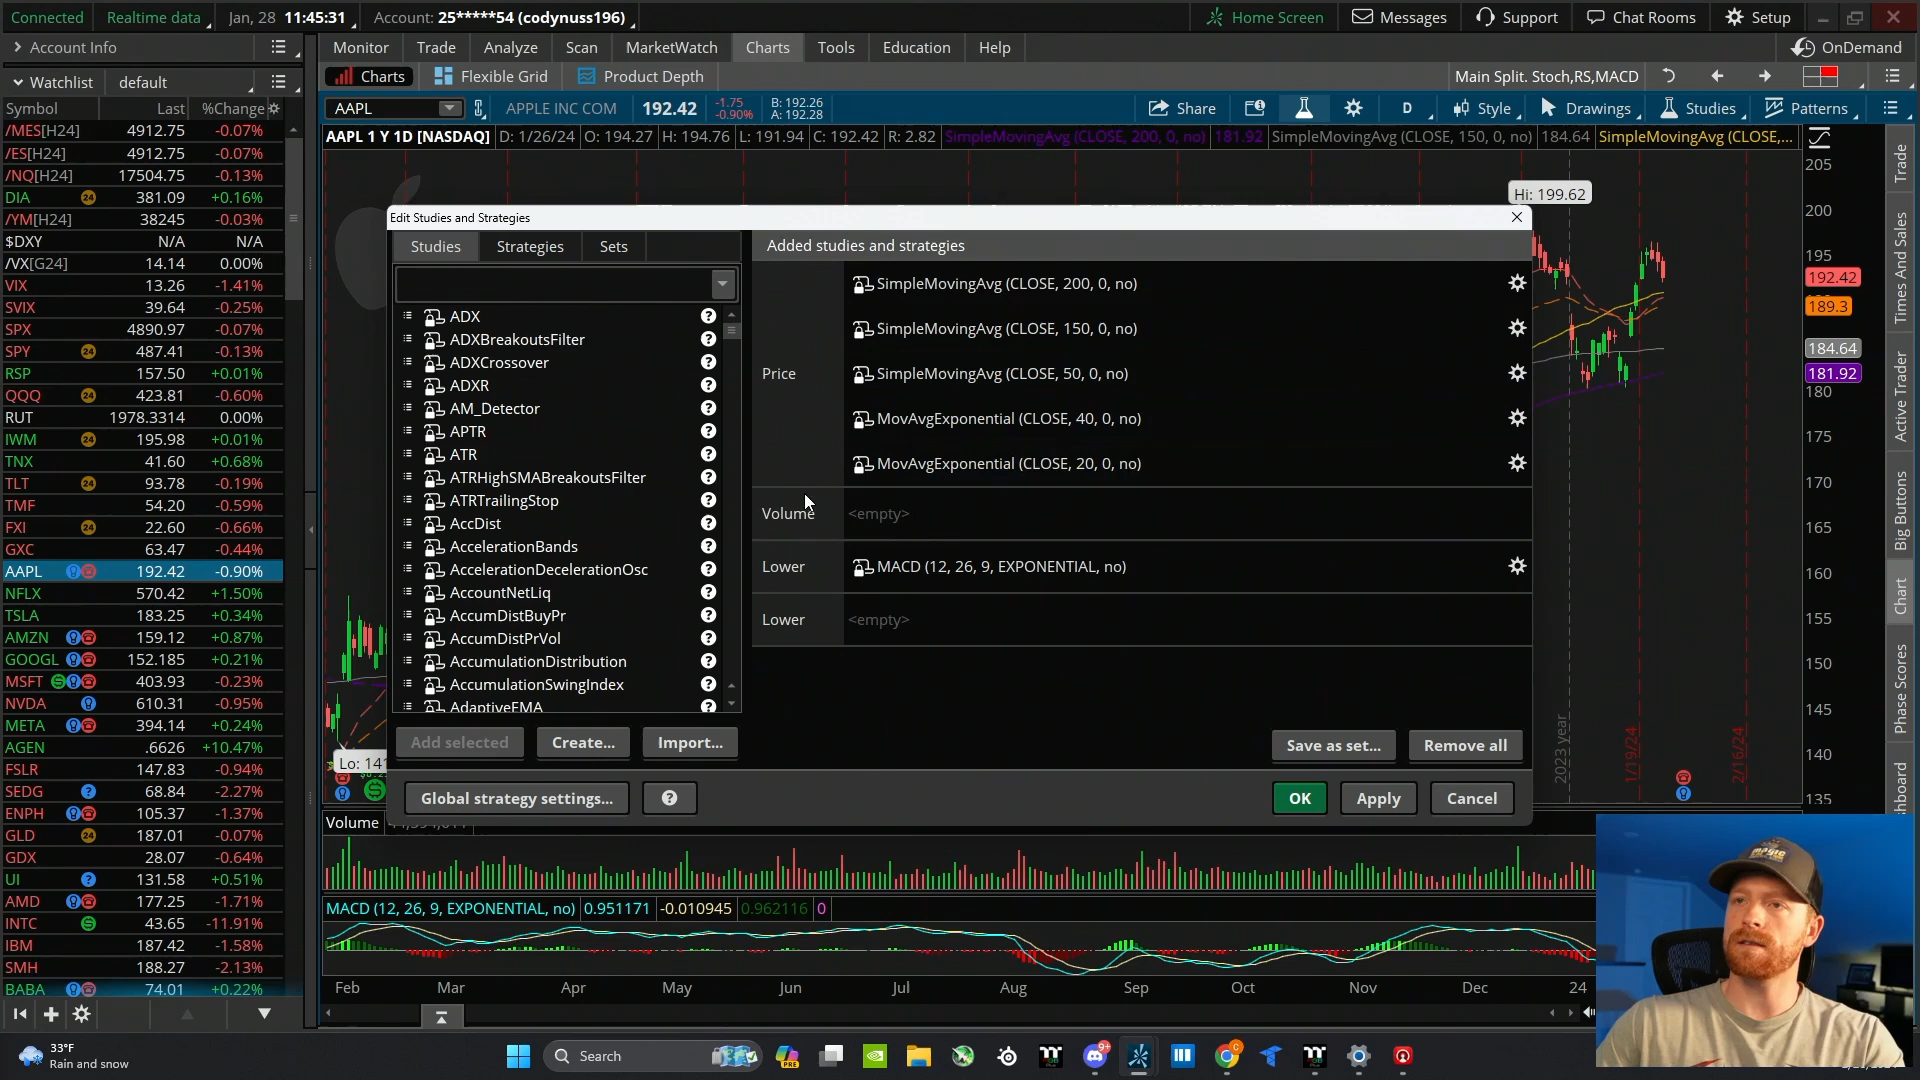 Connected Realtime data Jan, 28 11:45:31 Account: 25*****54 (codynuss196) Home Screen Messages Support Chat Rooms Setup
Account Info
Monitor Trade Analyze Scan MarketWatch Charts Tools Education Help OnDemand
Watchlist default
Charts Flexible Grid Product Depth Main Split. Stoch,RS,MACD
Symbol Last %Change
AAPL APPLE INC COM 192.42 -1.75 -0.90% B: 192.26 A: 192.28 Share D Style Drawings Studies Patterns
AAPL 1 Y 1D [NASDAQ] D: 1/26/24 O: 194.27 H: 194.76 L: 191.94 C: 192.42 R: 2.82 SimpleMovingAvg (CLOSE, 200, 0, no) 181.92 SimpleMovingAvg (CLOSE, 150, 0, no) 184.64 SimpleMovingAvg (CLOSE,...
/MES[H24] 4912.75 -0.07%
/ES[H24] 4912.75 -0.07%
/NQ[H24] 17504.75 -0.13%
DIA 24 381.09 +0.16%
/YM[H24] 38245 -0.03%
$DXY N/A N/A
/VX[G24] 14.14 0.00%
VIX 13.26 -1.41%
SVIX 39.64 -0.25%
SPX 4890.97 -0.07%
SPY 24 487.41 -0.13%
RSP 157.50 +0.01%
QQQ 24 423.81 -0.60%
RUT 1978.3314 0.00%
IWM 24 195.98 +0.01%
TNX 41.60 +0.68%
TLT 24 93.78 -0.19%
TMF 54.20 -0.59%
FXI 24 22.60 -0.66%
GXC 63.47 -0.44%
AAPL 192.42 -0.90%
NFLX 570.42 +1.50%
TSLA 183.25 +0.34%
AMZN 159.12 +0.87%
GOOGL 152.185 +0.21%
MSFT 403.93 -0.23%
NVDA 610.31 -0.95%
META 394.14 +0.24%
AGEN .6626 +10.47%
FSLR 147.83 -0.94%
SEDG 68.84 -2.27%
ENPH 105.37 -1.37%
GLD 24 187.01 -0.07%
GDX 28.07 -0.64%
UI 131.58 +0.51%
AMD 177.25 -1.71%
INTC 43.65 -11.91%
IBM 187.42 -1.58%
SMH 188.27 -2.13%
BABA 74.01 +0.22%
Edit Studies and Strategies
Studies Strategies Sets
ADX
ADXBreakoutsFilter
ADXCrossover
ADXR
AM_Detector
APTR
ATR
ATRHighSMABreakoutsFilter
ATRTrailingStop
AccDist
AccelerationBands
AccelerationDecelerationOsc
AccountNetLiq
AccumDistBuyPr
AccumDistPrVol
AccumulationDistribution
AccumulationSwingIndex
AdaptiveEMA
Add selected Create... Import...
Added studies and strategies
Price
SimpleMovingAvg (CLOSE, 200, 0, no)
SimpleMovingAvg (CLOSE, 150, 0, no)
SimpleMovingAvg (CLOSE, 50, 0, no)
MovAvgExponential (CLOSE, 40, 0, no)
MovAvgExponential (CLOSE, 20, 0, no)
Volume <empty>
Lower MACD (12, 26, 9, EXPONENTIAL, no)
Lower <empty>
Save as set... Remove all
Global strategy settings... ? OK Apply Cancel
Hi: 199.62
Lo: 141
2023 year
1/19/24
2/16/24
205
200
195
192.42
189.3
184.64
181.92
180
175
170
165
160
155
150
145
140
135
Trade
Times And Sales
Active Trader
Big Buttons
Chart
Phase Scores
Volume
MACD (12, 26, 9, EXPONENTIAL, no) 0.951171 -0.010945 0.962116 0
Feb Mar Apr May Jun Jul Aug Sep Oct Nov Dec 24
33°F
Rain and snow
Search
PRE
9+